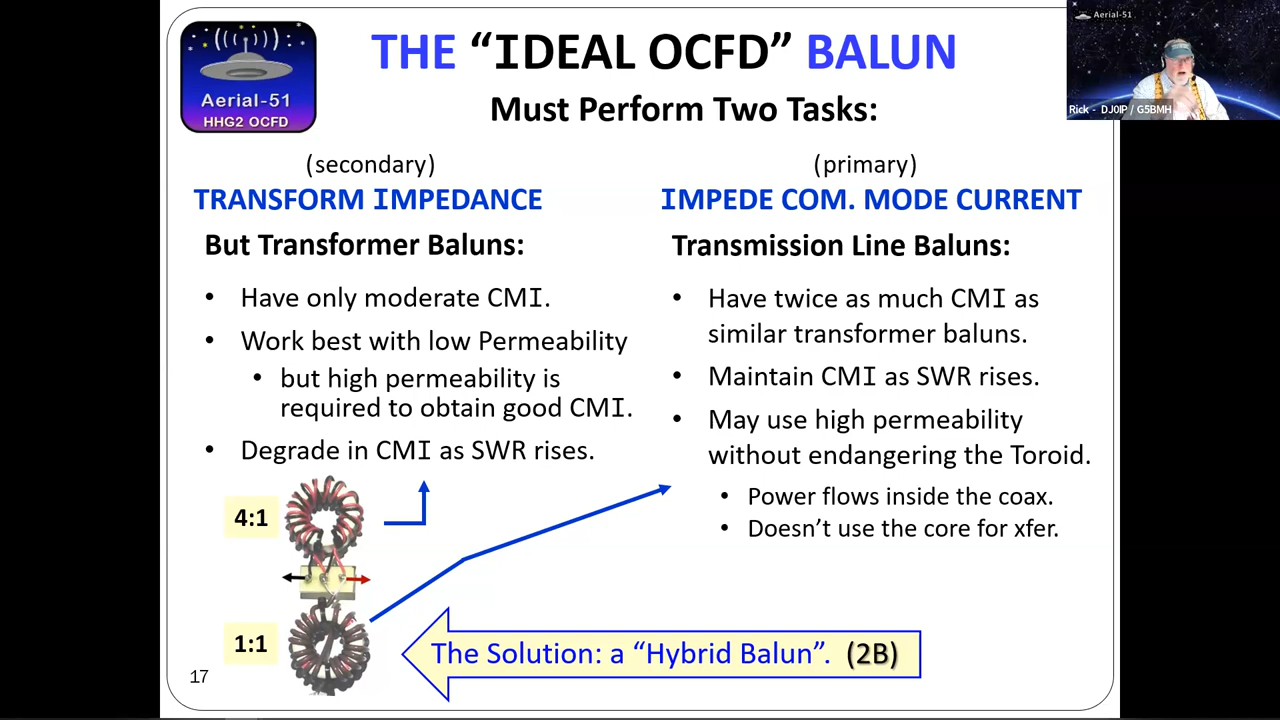 THE “IDEAL OCFD” BALUN
Must Perform Two Tasks:
Aerial-51
HHG2 OCFD
Aerial-51
Rick - DJ0IP / G5BMH
(secondary)
TRANSFORM IMPEDANCE
But Transformer Baluns:
• Have only moderate CMI.
• Work best with low Permeability
• but high permeability is
required to obtain good CMI.
• Degrade in CMI as SWR rises.
(primary)
IMPEDE COM. MODE CURRENT
Transmission Line Baluns:
• Have twice as much CMI as
similar transformer baluns.
• Maintain CMI as SWR rises.
• May use high permeability
without endangering the Toroid.
• Power flows inside the coax.
• Doesn’t use the core for xfer.
4:1
1:1
The Solution: a “Hybrid Balun”. (2B)
17